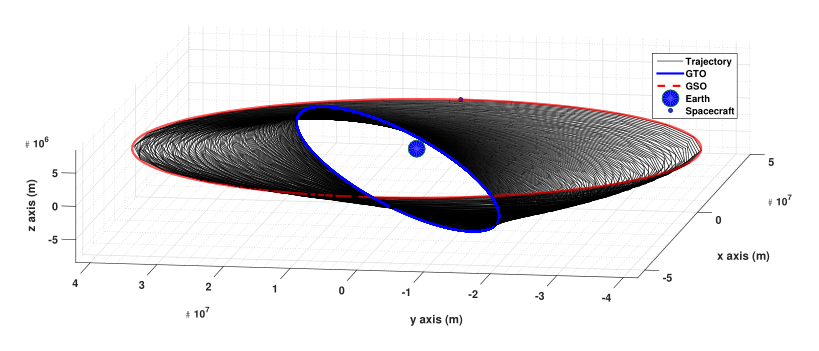 Trajectory
GTO
GSO
Earth
Spacecraft
# 10^6
5
0
-5
z axis (m)
4
3
2
1
0
-1
-2
-3
-4
# 10^7
y axis (m)
5
# 10^7
0
-5
x axis (m)